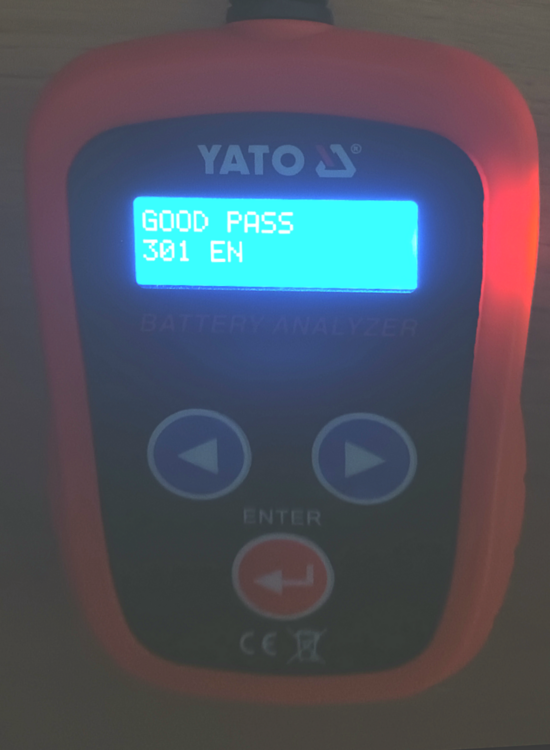 YATO ®
GOOD PASS
301 EN
BATTERY ANALYZER
ENTER
CE